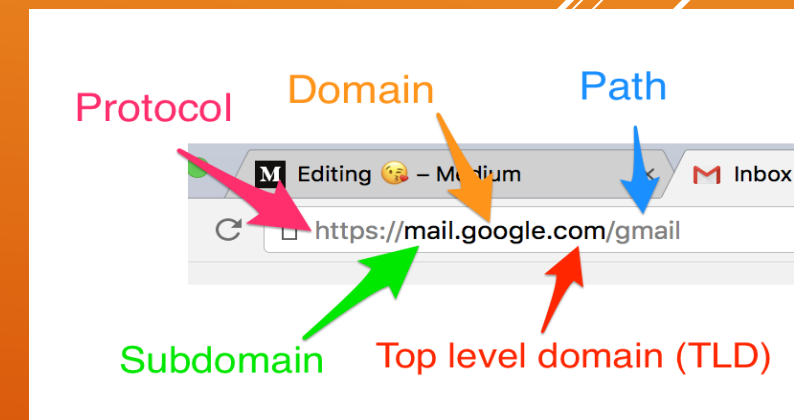 Protocol
Domain
Path
M Editing 😘 – Medium × Inbox
https://mail.google.com/gmail
Subdomain
Top level domain (TLD)